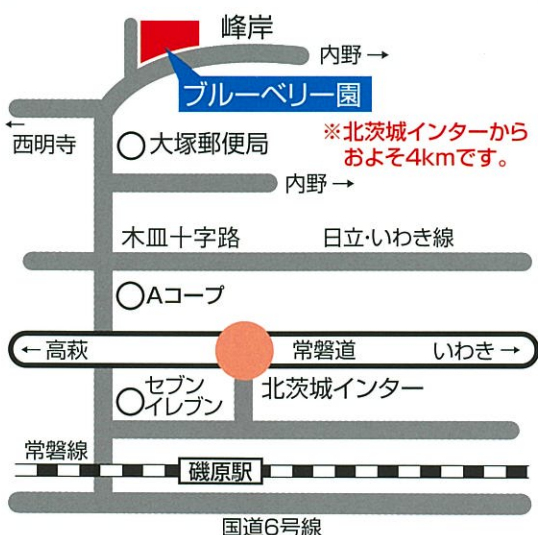 峰岸
内野→
ブルーベリー園
←
西明寺
大塚郵便局
※北茨城インターから
およそ4kmです。
内野→
木皿十字路
日立・いわき線
Aコープ
←高萩
常磐道
いわき→
セブン
イレブン
北茨城インター
常磐線
磯原駅
国道6号線